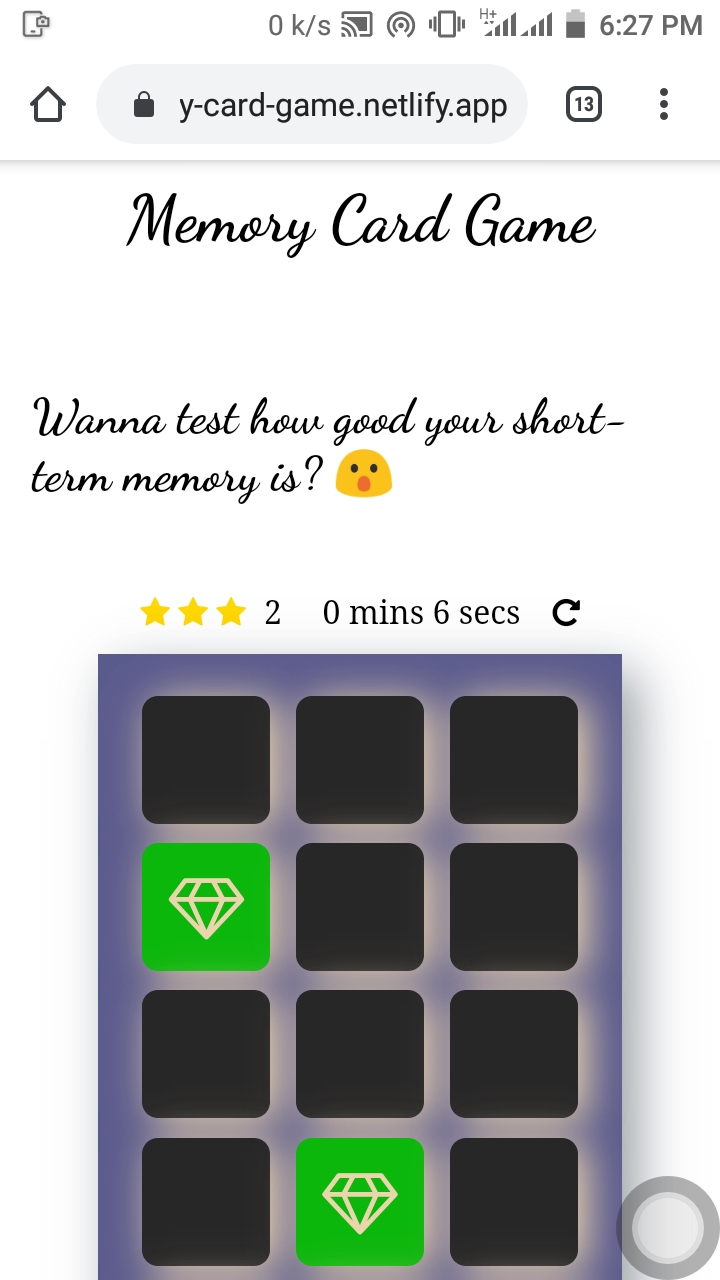 0 k/s H+ 6:27 PM
y-card-game.netlify.app 13
Memory Card Game
Wanna test how good your short-
term memory is? 😮
2 0 mins 6 secs